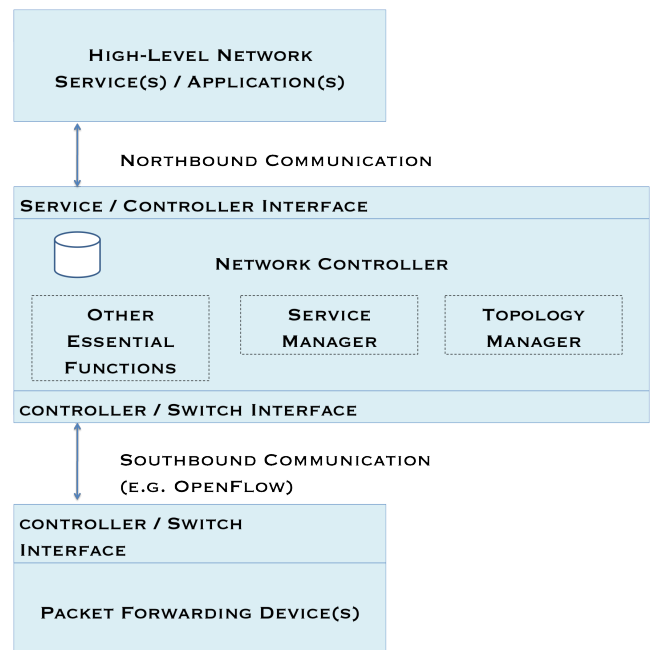 High-Level Network
Service(s) / Application(s)
Northbound Communication
Service / Controller Interface
Network Controller
Other
Essential
Functions
Service
Manager
Topology
Manager
controller / Switch Interface
Southbound Communication
(e.g. OpenFlow)
controller / Switch
Interface
Packet Forwarding Device(s)